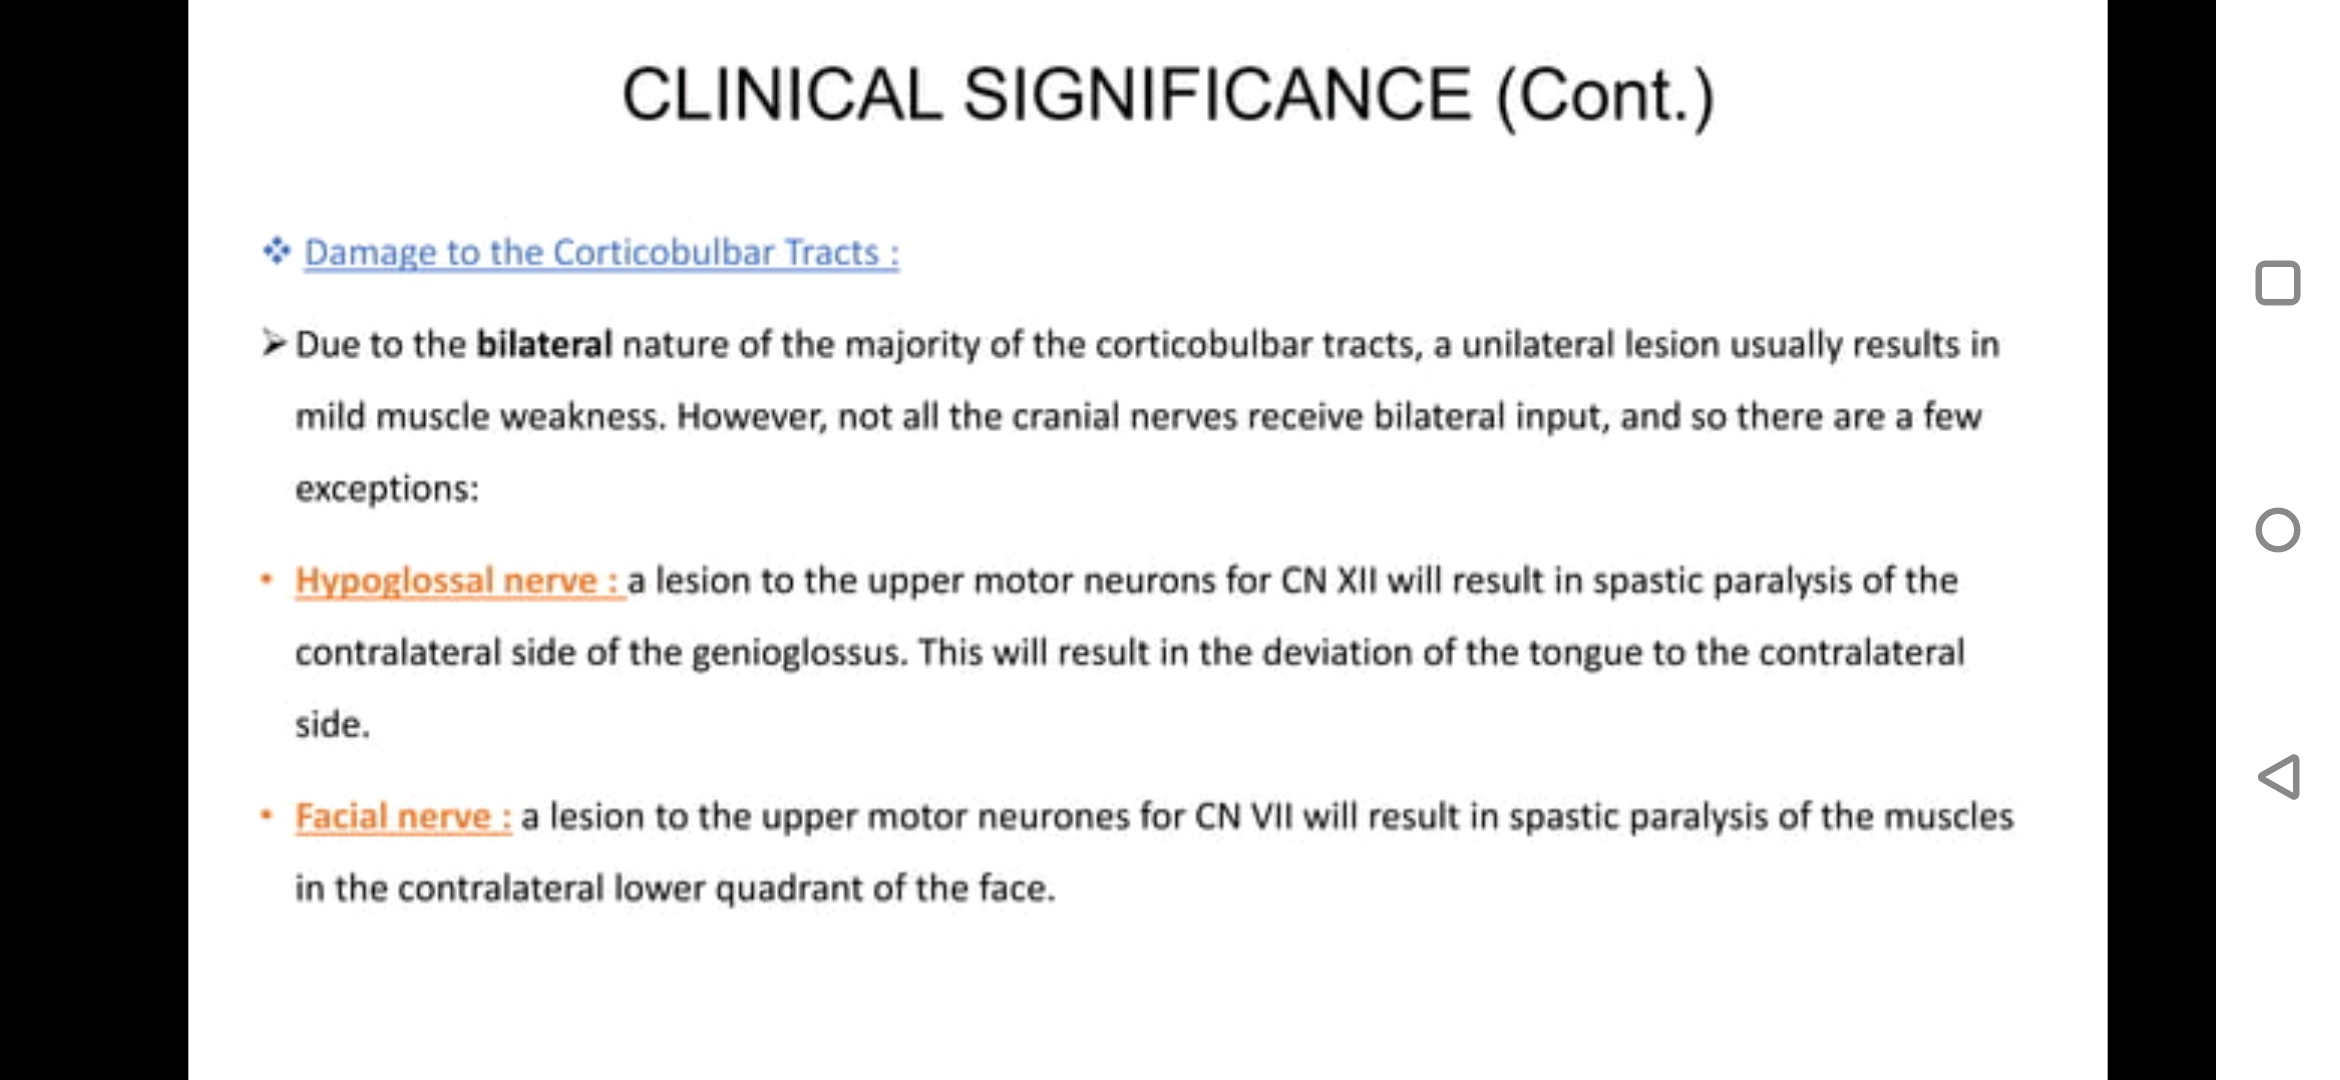 CLINICAL SIGNIFICANCE (Cont.)
❖ Damage to the Corticobulbar Tracts :
➢ Due to the bilateral nature of the majority of the corticobulbar tracts, a unilateral lesion usually results in
mild muscle weakness. However, not all the cranial nerves receive bilateral input, and so there are a few
exceptions:
• Hypoglossal nerve : a lesion to the upper motor neurons for CN XII will result in spastic paralysis of the
contralateral side of the genioglossus. This will result in the deviation of the tongue to the contralateral
side.
• Facial nerve : a lesion to the upper motor neurones for CN VII will result in spastic paralysis of the muscles
in the contralateral lower quadrant of the face.